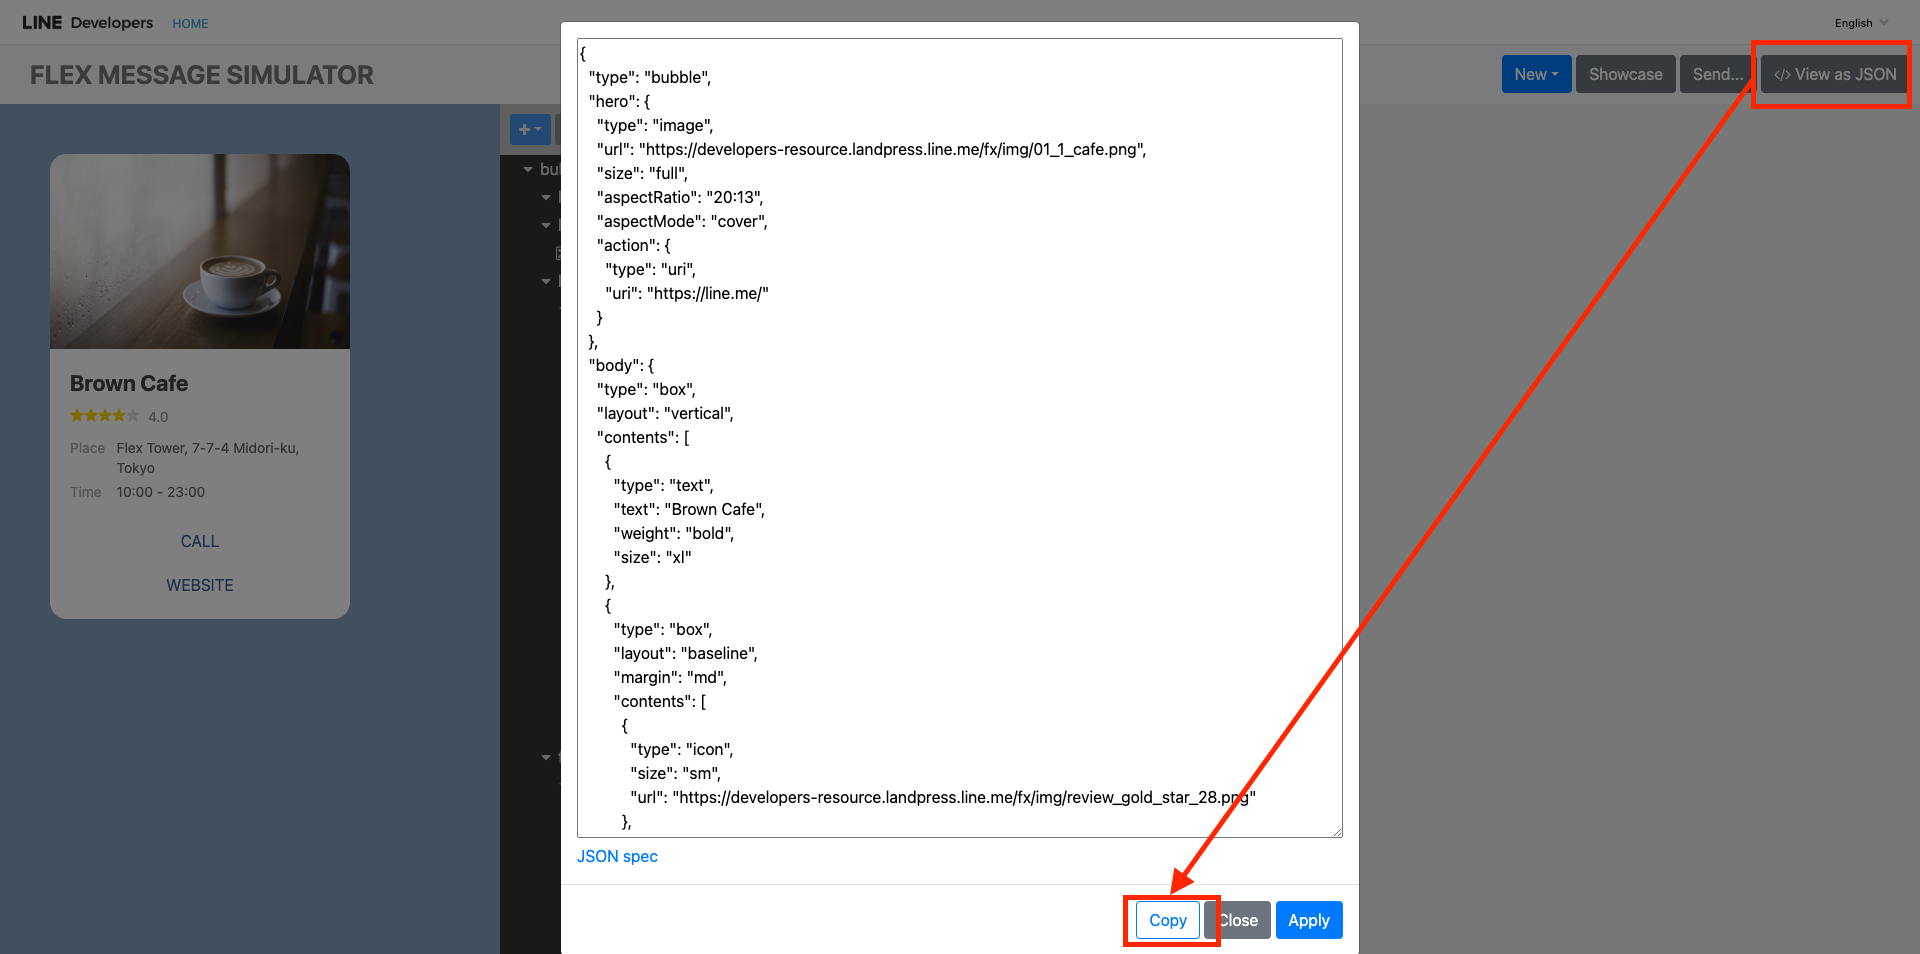 LINE Developers HOME
English
FLEX MESSAGE SIMULATOR
New
Showcase
Send...
</> View as JSON
Brown Cafe
4.0
Place Flex Tower, 7-7-4 Midori-ku,
Tokyo
Time 10:00 - 23:00
CALL
WEBSITE
{
"type": "bubble",
"hero": {
"type": "image",
"url": "https://developers-resource.landpress.line.me/fx/img/01_1_cafe.png",
"size": "full",
"aspectRatio": "20:13",
"aspectMode": "cover",
"action": {
"type": "uri",
"uri": "https://line.me/"
}
},
"body": {
"type": "box",
"layout": "vertical",
"contents": [
{
"type": "text",
"text": "Brown Cafe",
"weight": "bold",
"size": "xl"
},
{
"type": "box",
"layout": "baseline",
"margin": "md",
"contents": [
{
"type": "icon",
"size": "sm",
"url": "https://developers-resource.landpress.line.me/fx/img/review_gold_star_28.png"
},
JSON spec
Copy
Close
Apply